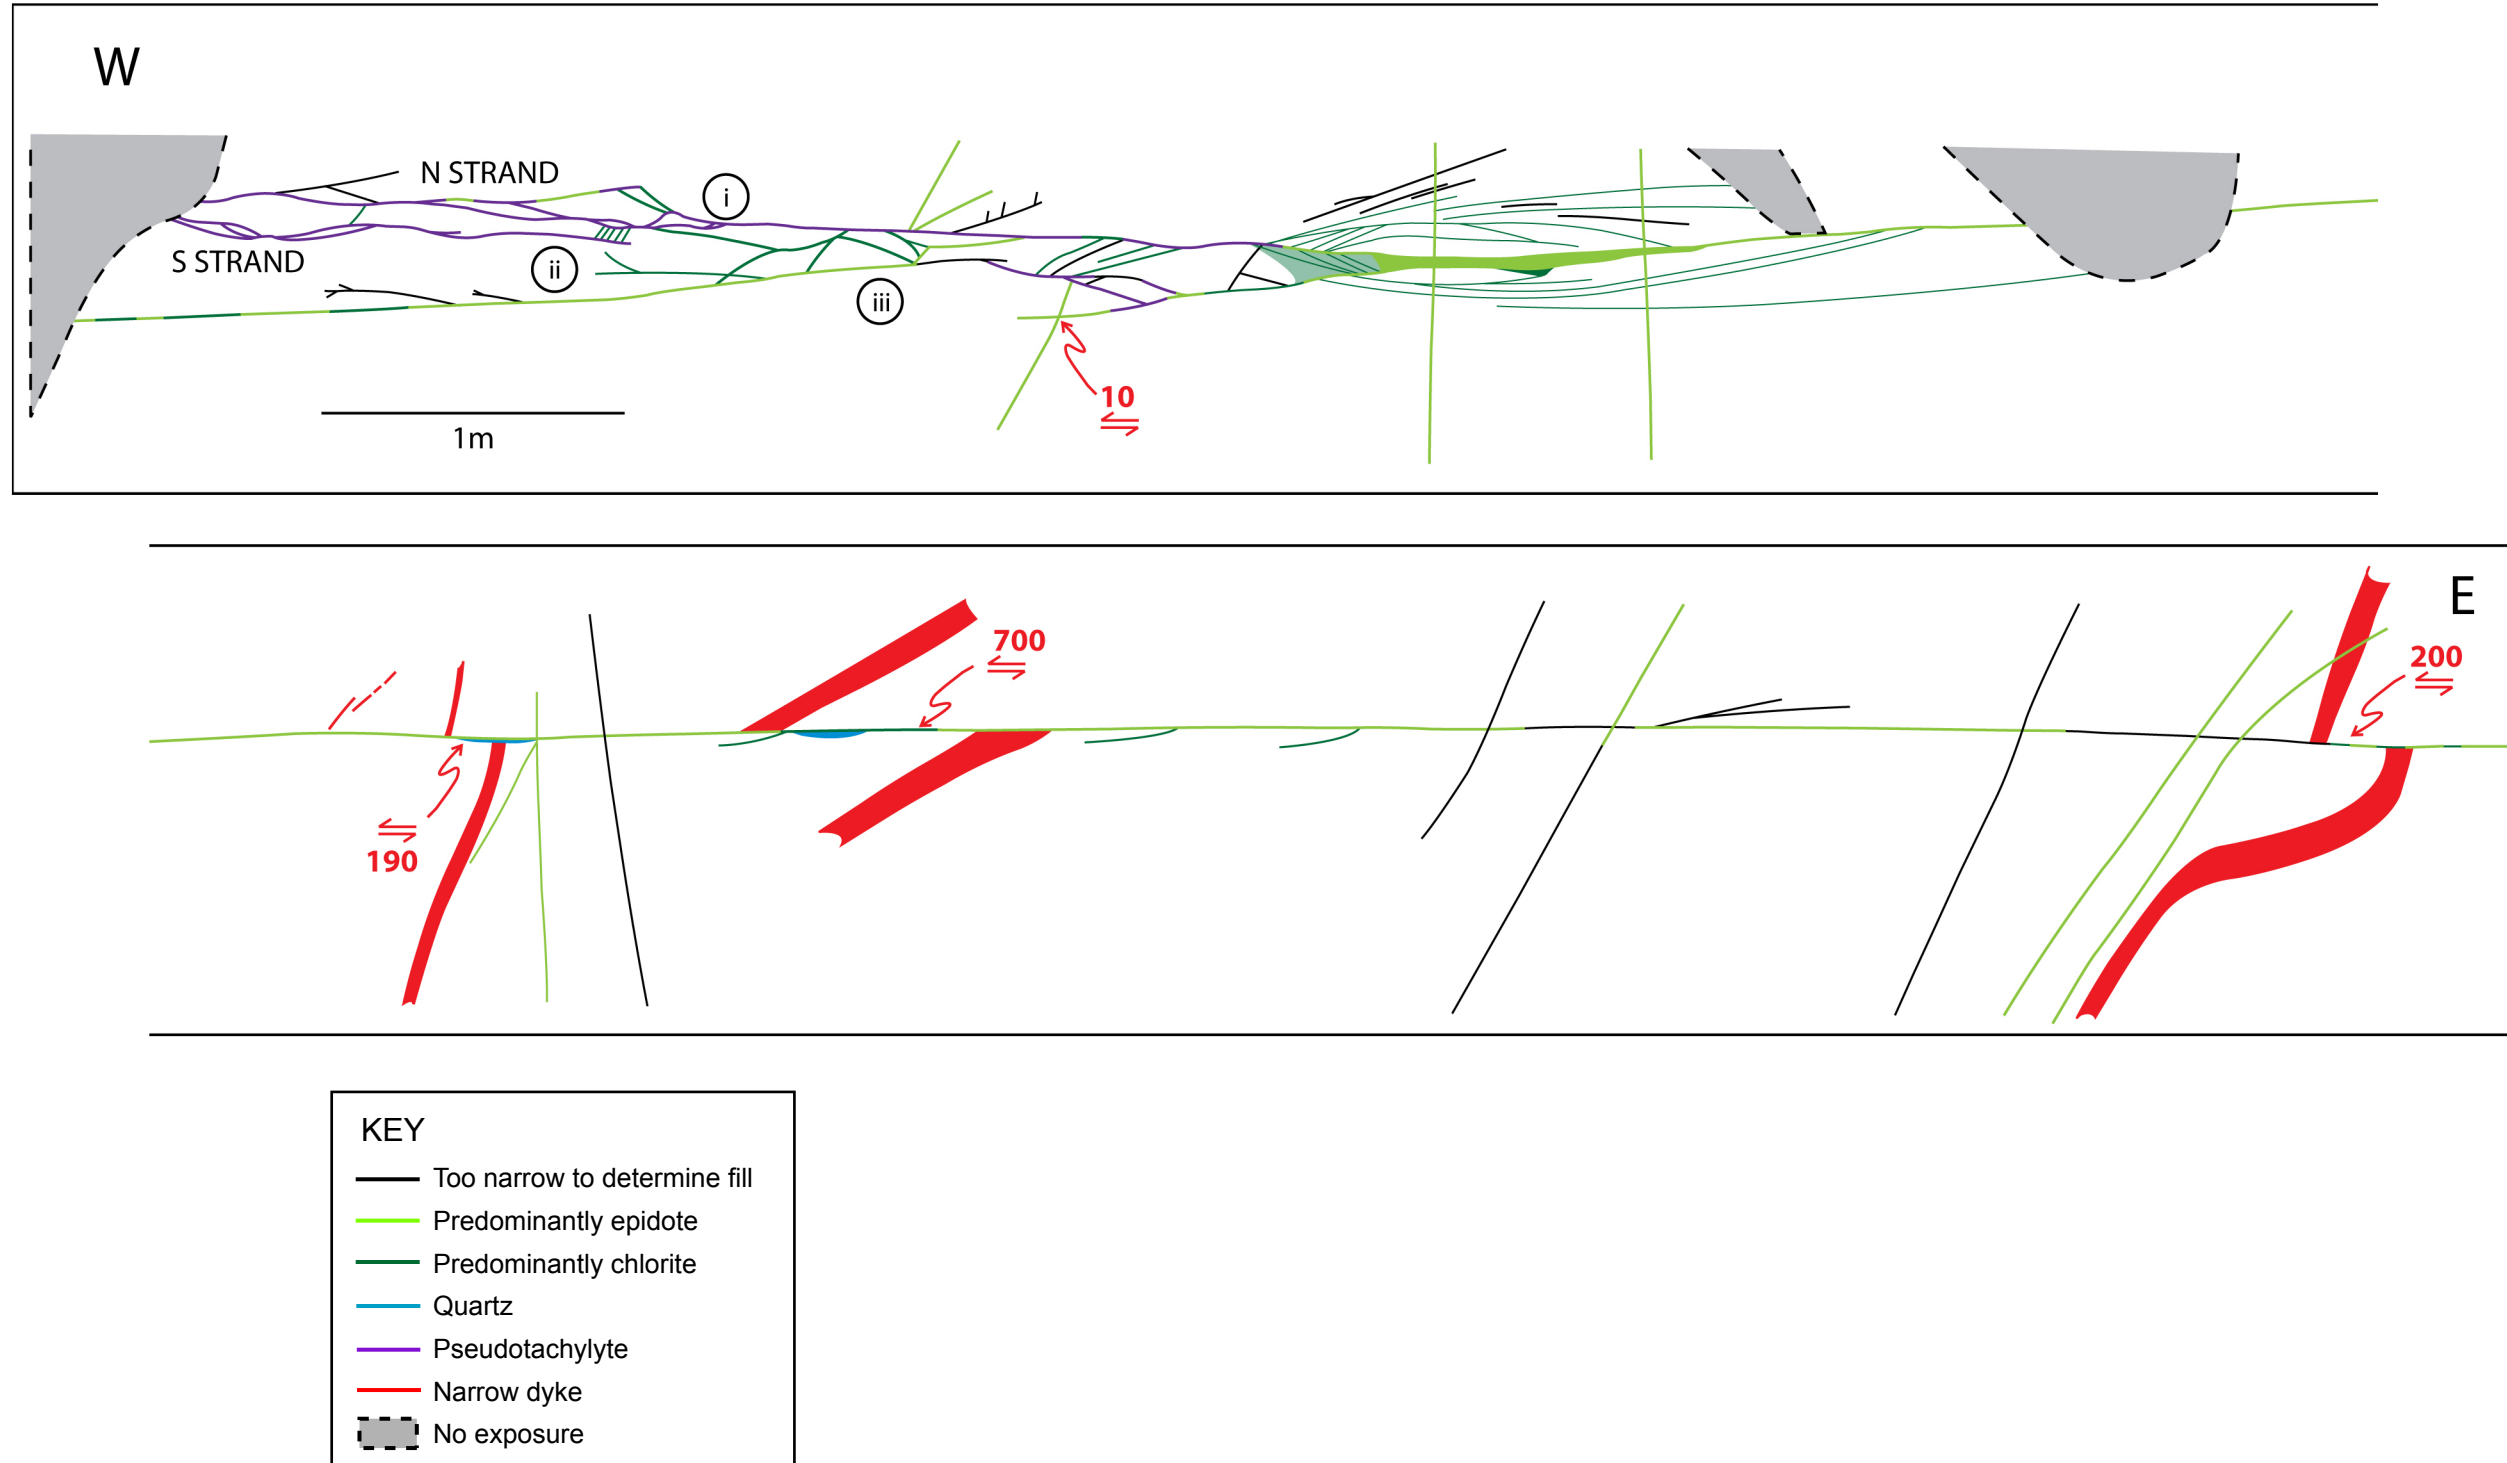 W
N STRAND
i
S STRAND
ii
iii
10
1m
E
700
200
190
KEY
Too narrow to determine fill
Predominantly epidote
Predominantly chlorite
Quartz
Pseudotachylyte
Narrow dyke
No exposure